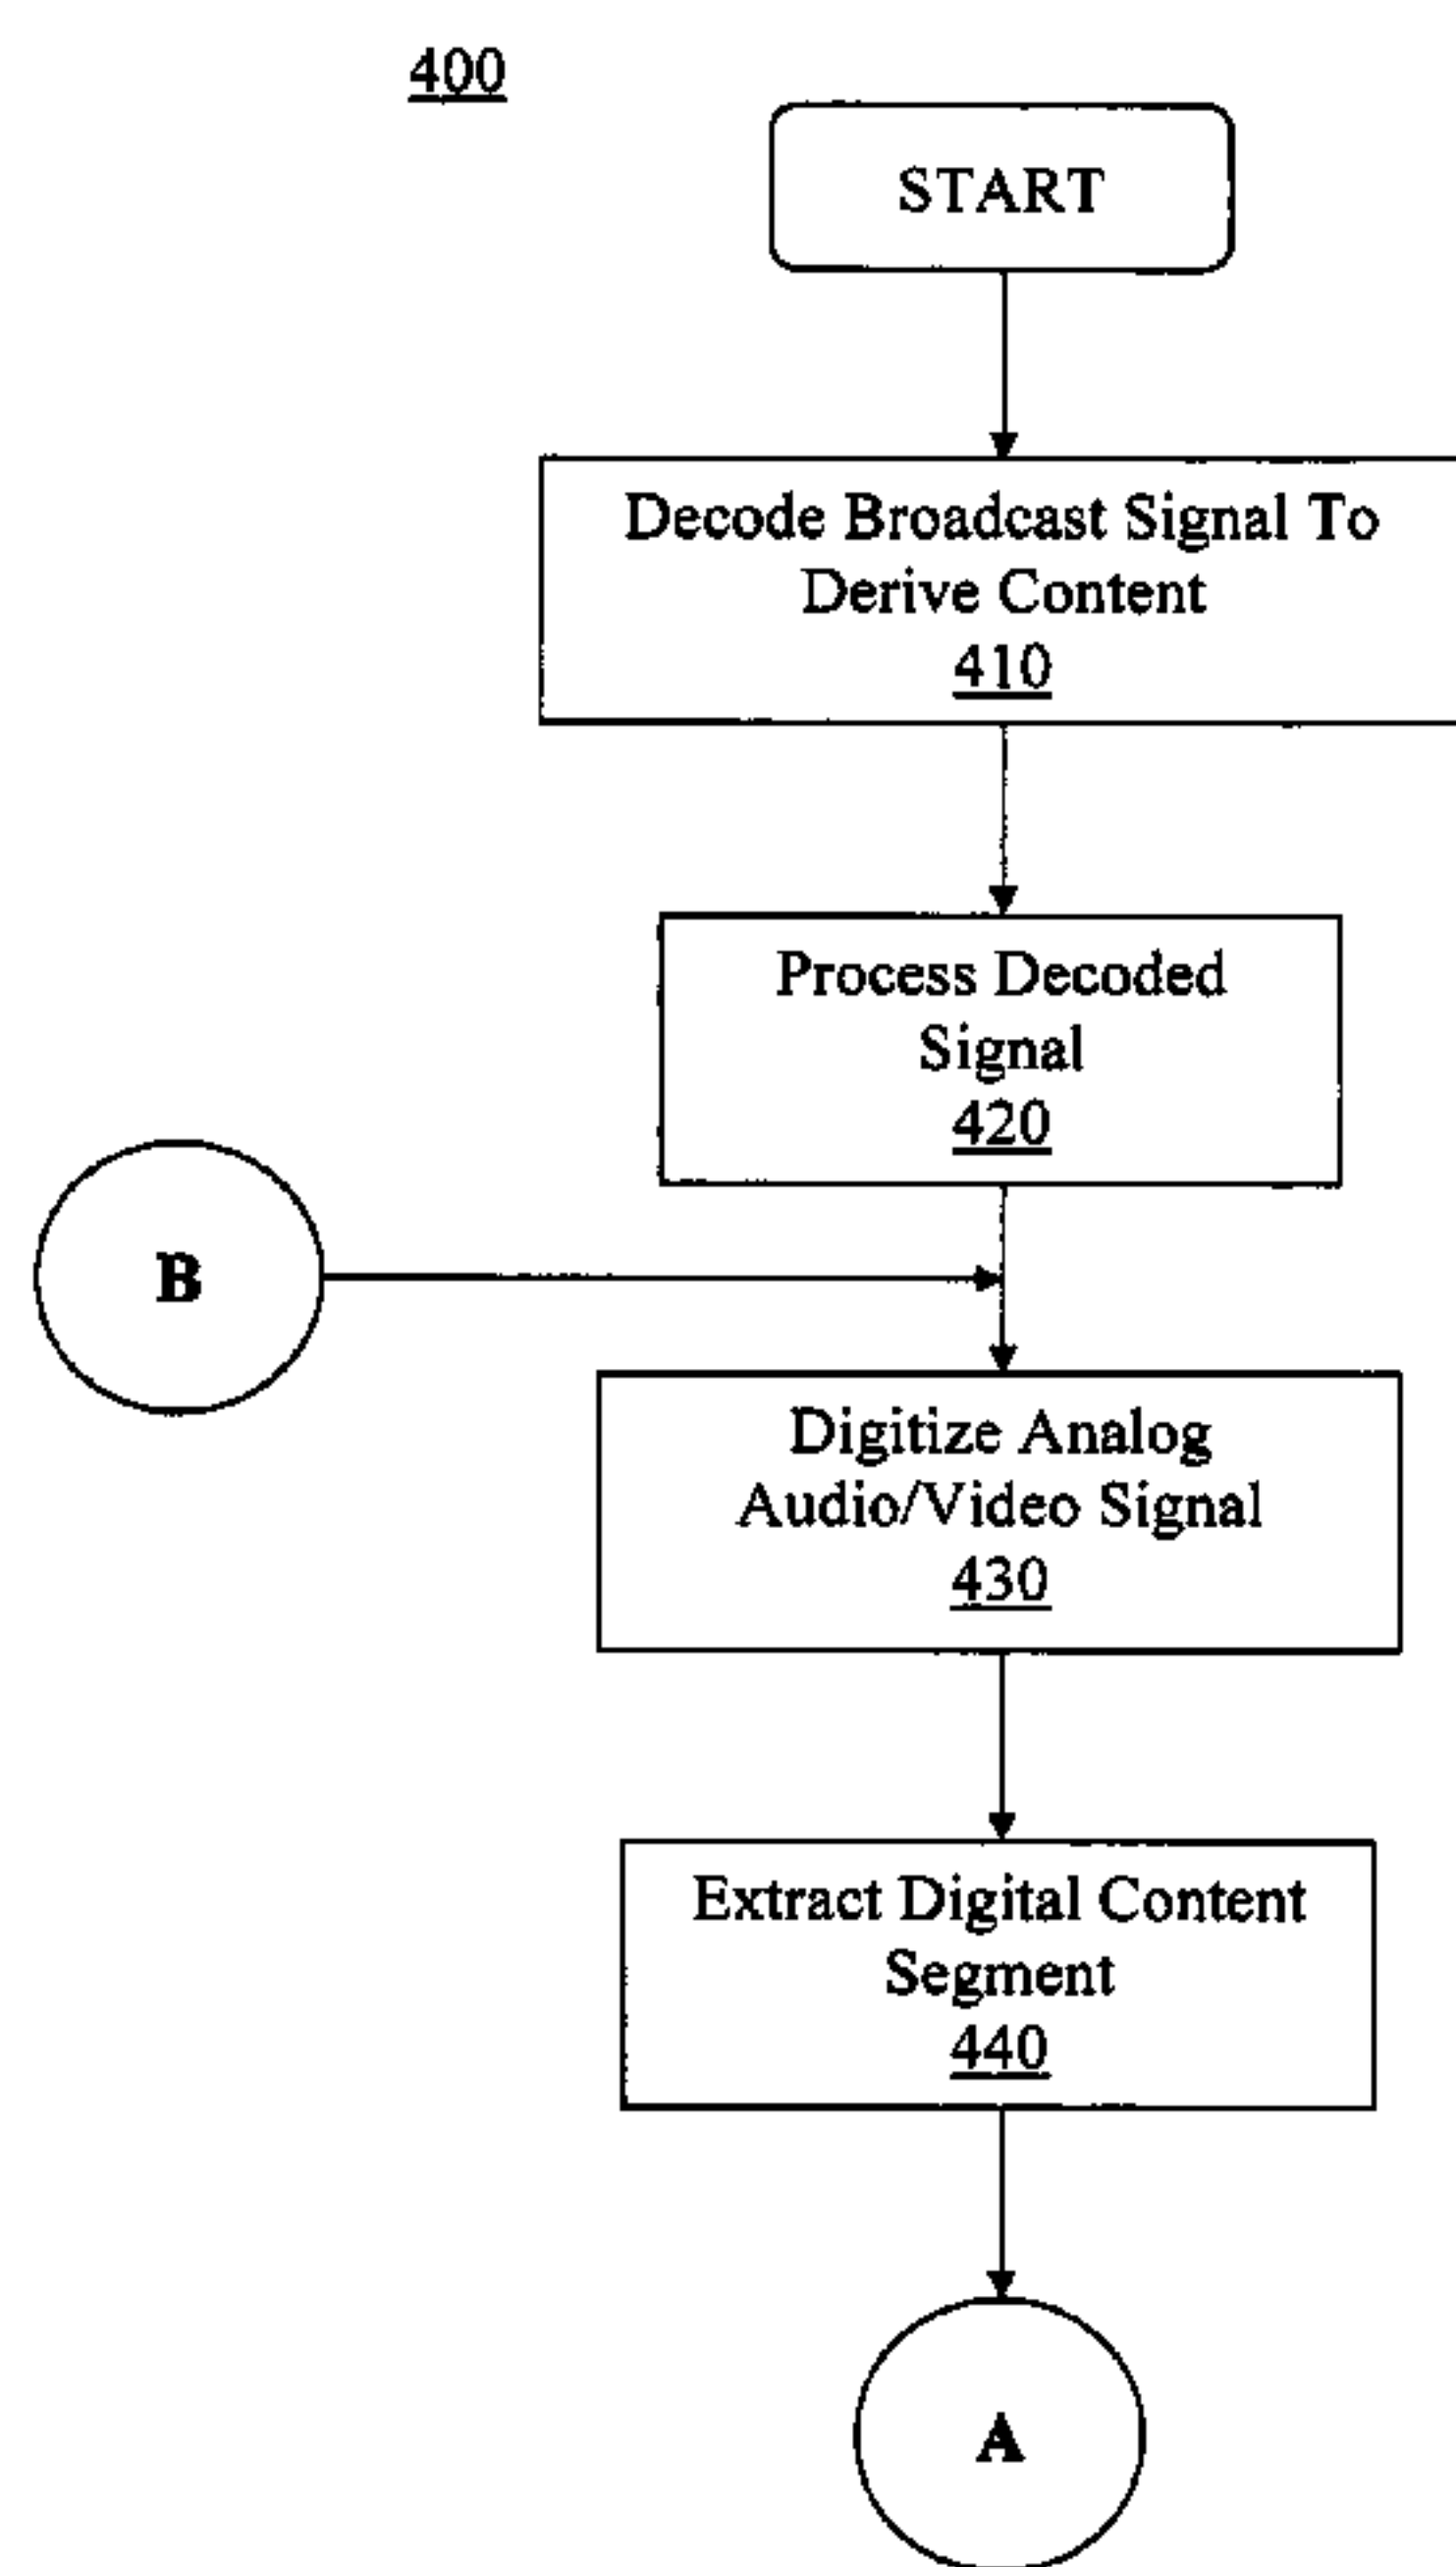 400
START
Decode Broadcast Signal To
Derive Content
410
Process Decoded
Signal
420
B
Digitize Analog
Audio/Video Signal
430
Extract Digital Content
Segment
440
A